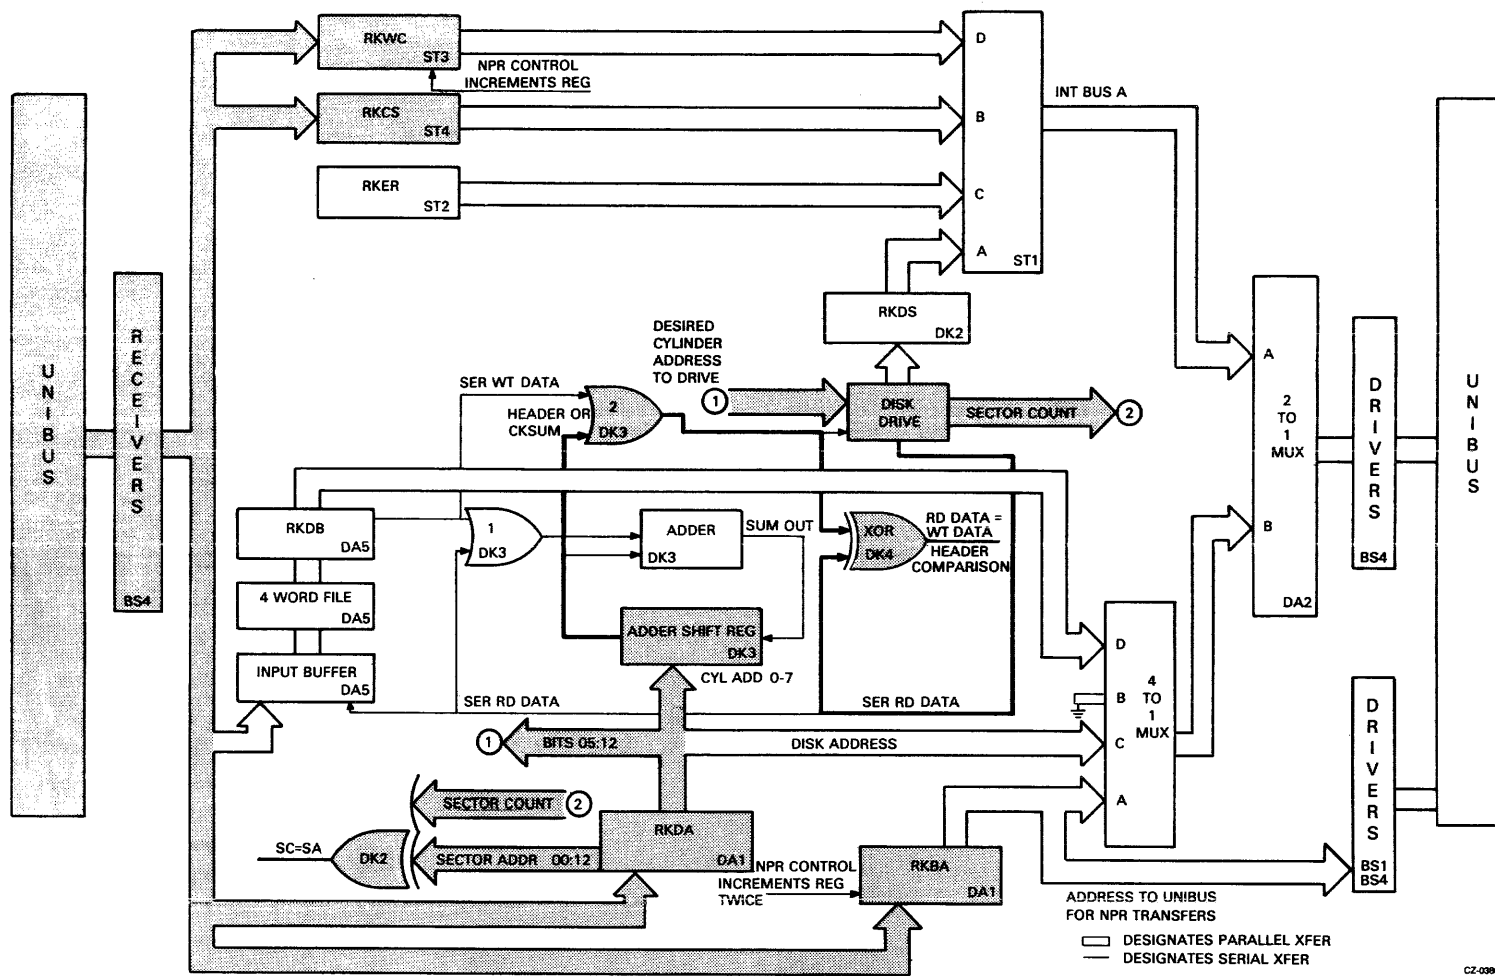 RKWC
ST3
NPR CONTROL
INCREMENTS REG
RKCS
ST4
RKER
ST2
D
B
C
A
ST1
INT BUS A
UNIBUS
RECEIVERS
BS4
RKDS
DK2
DESIRED
CYLINDER
ADDRESS
TO DRIVE
1
DISK
DRIVE
SECTOR COUNT
2
SER WT DATA
HEADER OR
CKSUM
2
DK3
RKDB
DA5
4 WORD FILE
DA5
INPUT BUFFER
DA5
1
DK3
ADDER
DK3
SUM OUT
XOR
DK4
RD DATA =
WT DATA
HEADER
COMPARISON
ADDER SHIFT REG
DK3
CYL ADD 0-7
SER RD DATA
SER RD DATA
1
BITS 05:12
DISK ADDRESS
SECTOR COUNT
2
SC=SA
DK2
SECTOR ADDR 00:12
RKDA
DA1
NPR CONTROL
INCREMENTS REG
TWICE
RKBA
DA1
D
B
C
A
4
TO
1
MUX
A
B
2
TO
1
MUX
DA2
DRIVERS
BS4
DRIVERS
BS1
BS4
UNIBUS
ADDRESS TO UNIBUS
FOR NPR TRANSFERS
DESIGNATES PARALLEL XFER
DESIGNATES SERIAL XFER